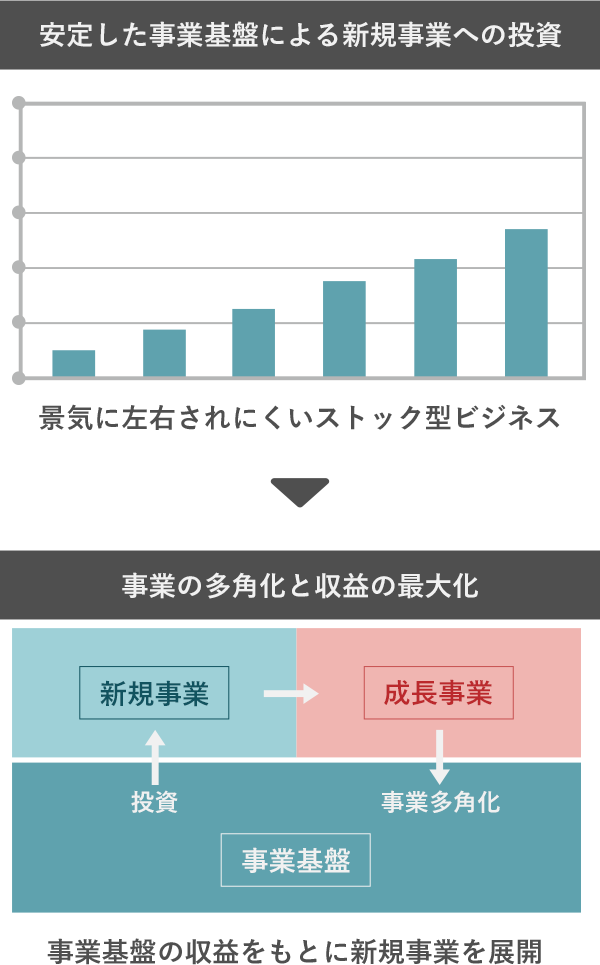 安定した事業基盤による新規事業への投資
景気に左右されにくいストック型ビジネス
事業の多角化と収益の最大化
新規事業
成長事業
投資
事業多角化
事業基盤
事業基盤の収益をもとに新規事業を展開